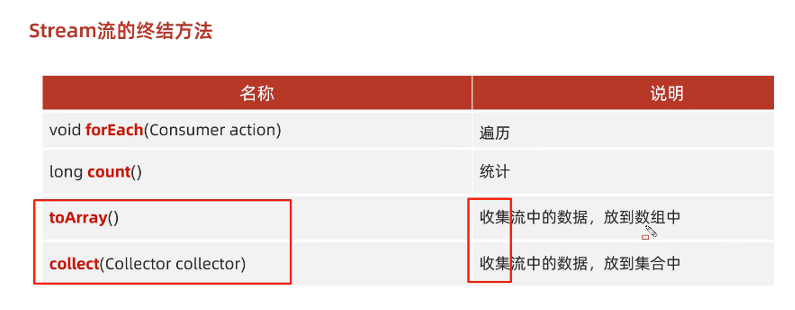 Stream流的终结方法
名称 说明
void forEach(Consumer action) 遍历
long count() 统计
toArray() 收集流中的数据，放到数组中
collect(Collector collector) 收集流中的数据，放到集合中